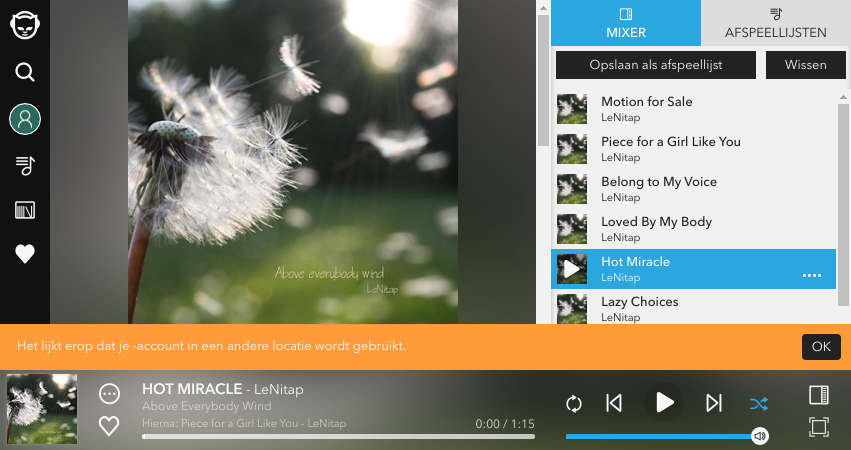 MIXER
AFSPEELLIJSTEN
Opslaan als afspeellijst
Wissen
Motion for Sale
LeNitap
Piece for a Girl Like You
LeNitap
Belong to My Voice
LeNitap
Loved By My Body
LeNitap
Hot Miracle
LeNitap
Lazy Choices
LeNitap
Above everybody wind
LeNitap
Het lijkt erop dat je -account in een andere locatie wordt gebruikt.
OK
HOT MIRACLE - LeNitap
Above Everybody Wind
Hierna: Piece for a Girl Like You - LeNitap
0:00 / 1:15